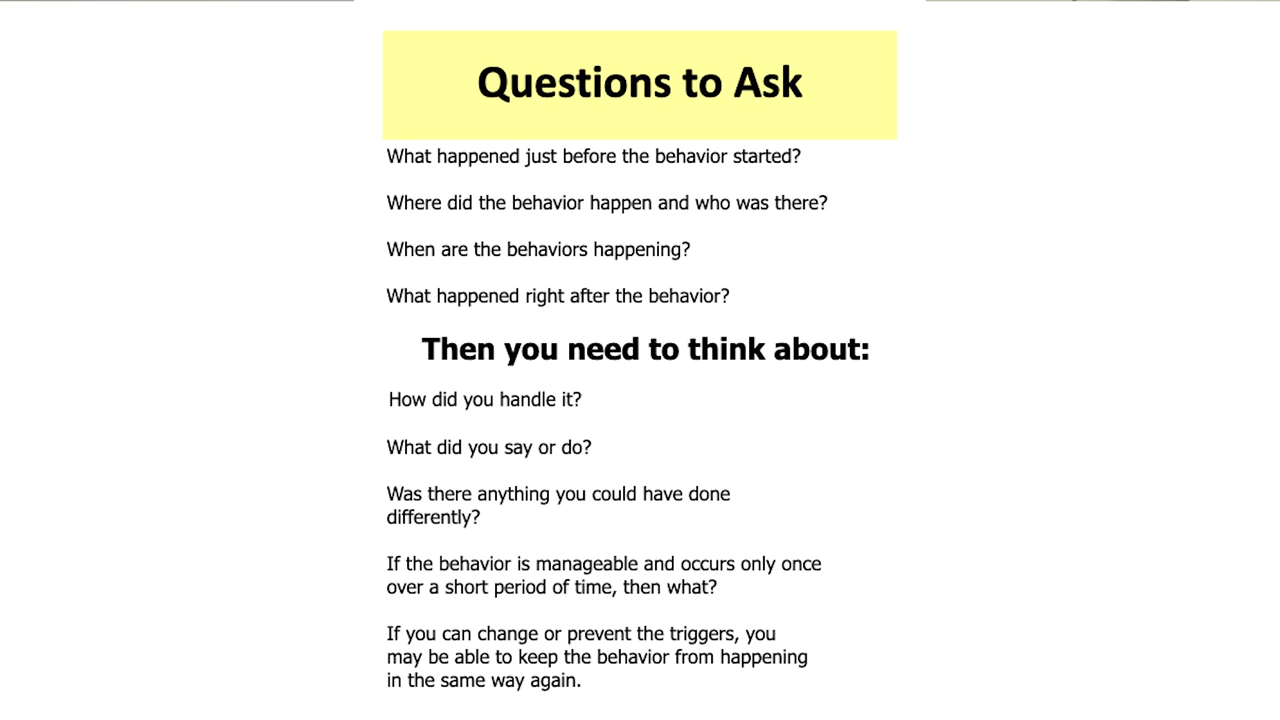 Questions to Ask
What happened just before the behavior started?
Where did the behavior happen and who was there?
When are the behaviors happening?
What happened right after the behavior?
Then you need to think about:
How did you handle it?
What did you say or do?
Was there anything you could have done
differently?
If the behavior is manageable and occurs only once
over a short period of time, then what?
If you can change or prevent the triggers, you
may be able to keep the behavior from happening
in the same way again.